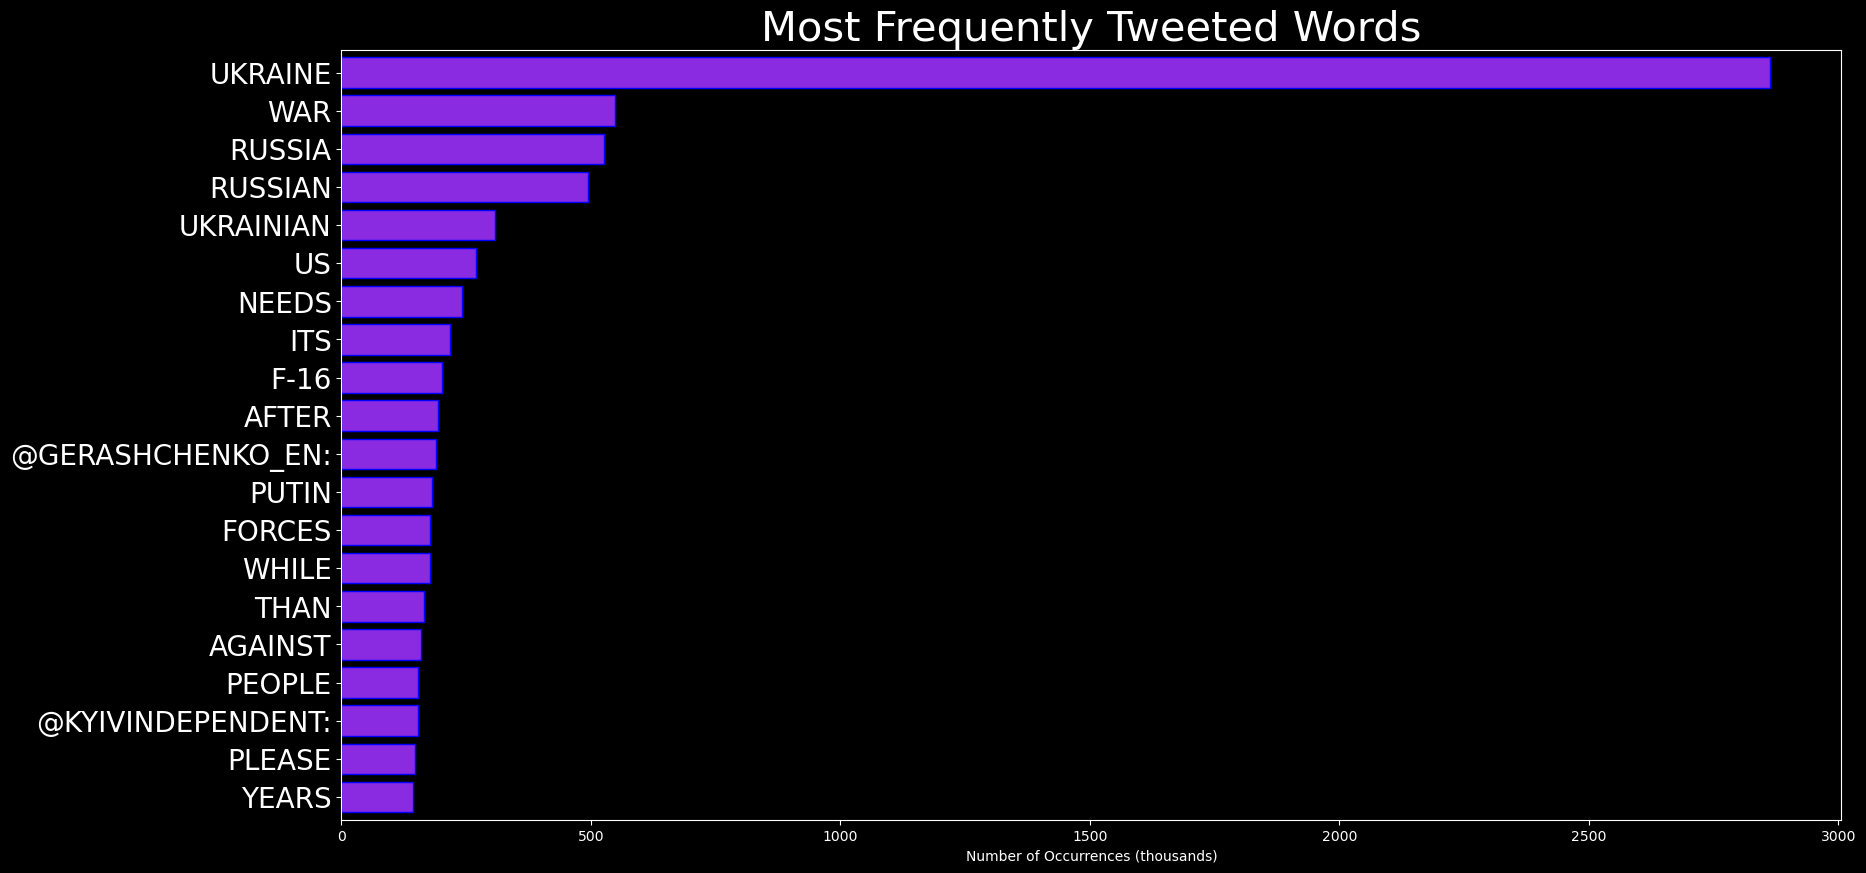 Most Frequently Tweeted Words
UKRAINE
WAR
RUSSIA
RUSSIAN
UKRAINIAN
US
NEEDS
ITS
F-16
AFTER
@GERASHCHENKO_EN:
PUTIN
FORCES
WHILE
THAN
AGAINST
PEOPLE
@KYIVINDEPENDENT:
PLEASE
YEARS
0 500 1000 1500 2000 2500 3000
Number of Occurrences (thousands)